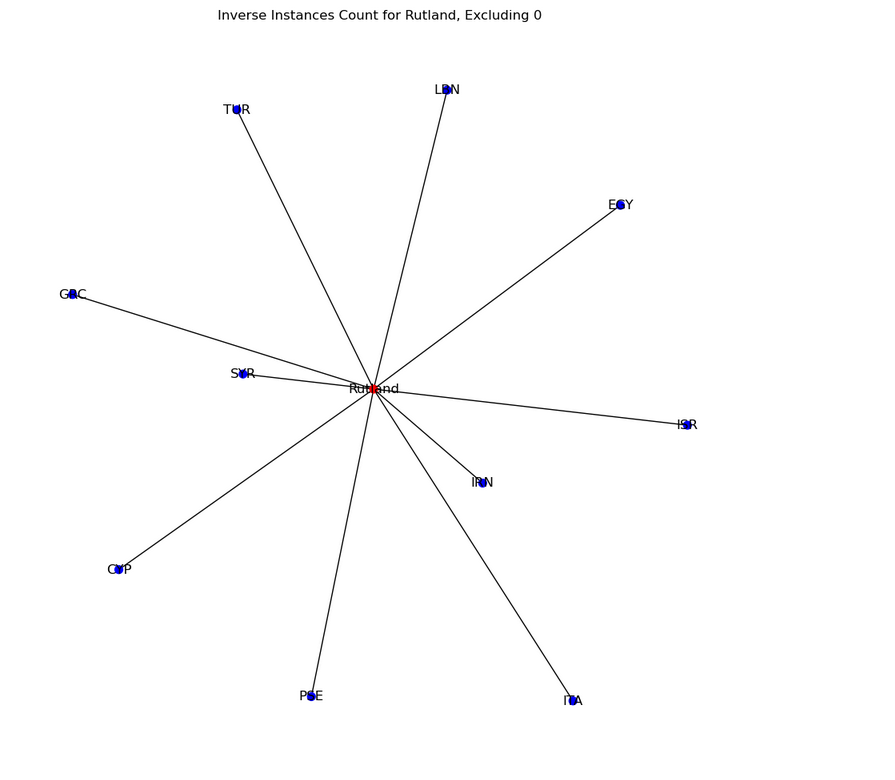 Inverse Instances Count for Rutland, Excluding 0
LBN
TUR
EGY
GRC
SYR
Rutland
ISR
IRN
CYP
PSE
ITA